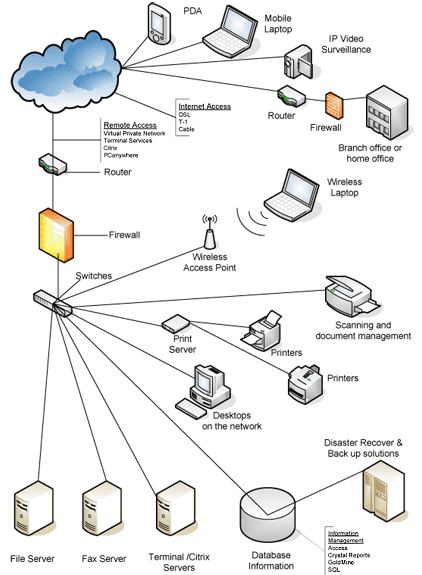 PDA
Mobile
Laptop
IP Video
Surveillance
Internet Access
DSL
T-1
Cable
Router
Firewall
Branch office or
home office
Remote Access
Virtual Private Network
Terminal Services
Citrix
PCanywhere
Router
Wireless
Laptop
Firewall
Wireless
Access Point
Switches
Scanning and
document management
Print
Server
Printers
Printers
Desktops
on the network
Disaster Recover &
Back up solutions
File Server
Fax Server
Terminal /Citrix
Servers
Database
Information
Information
Management
Access
Crystal Reports
GoldMine
SQL